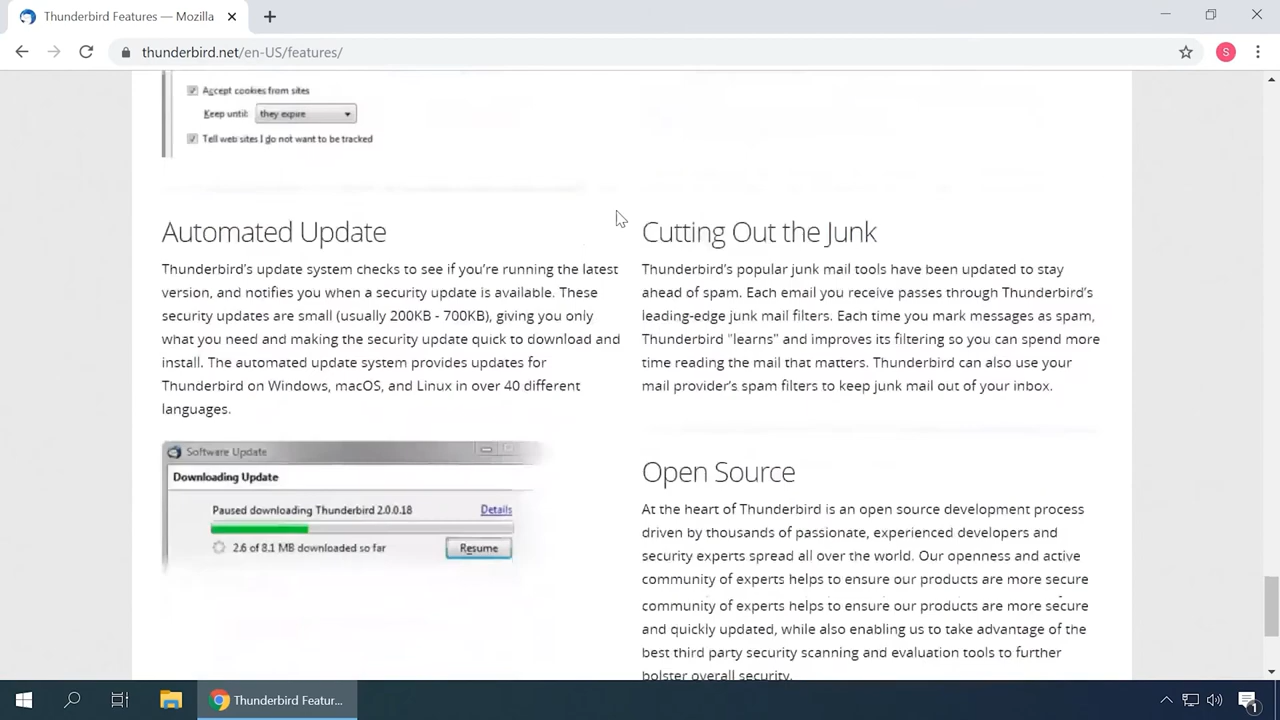 Thunderbird Features — Mozilla
thunderbird.net/en-US/features/
S
Accept cookies from sites
Keep until: they expire
Tell web sites I do not want to be tracked
Automated Update
Thunderbird's update system checks to see if you're running the latest
version, and notifies you when a security update is available. These
security updates are small (usually 200KB - 700KB), giving you only
what you need and making the security update quick to download and
install. The automated update system provides updates for
Thunderbird on Windows, macOS, and Linux in over 40 different
languages.
Software Update
Downloading Update
Paused downloading Thunderbird 2.0.0.18 Details
2.6 of 8.1 MB downloaded so far Resume
Cutting Out the Junk
Thunderbird's popular junk mail tools have been updated to stay
ahead of spam. Each email you receive passes through Thunderbird's
leading-edge junk mail filters. Each time you mark messages as spam,
Thunderbird "learns" and improves its filtering so you can spend more
time reading the mail that matters. Thunderbird can also use your
mail provider's spam filters to keep junk mail out of your inbox.
Open Source
At the heart of Thunderbird is an open source development process
driven by thousands of passionate, experienced developers and
security experts spread all over the world. Our openness and active
community of experts helps to ensure our products are more secure
community of experts helps to ensure our products are more secure
and quickly updated, while also enabling us to take advantage of the
best third party security scanning and evaluation tools to further
bolster overall security.
Thunderbird Featur...
1